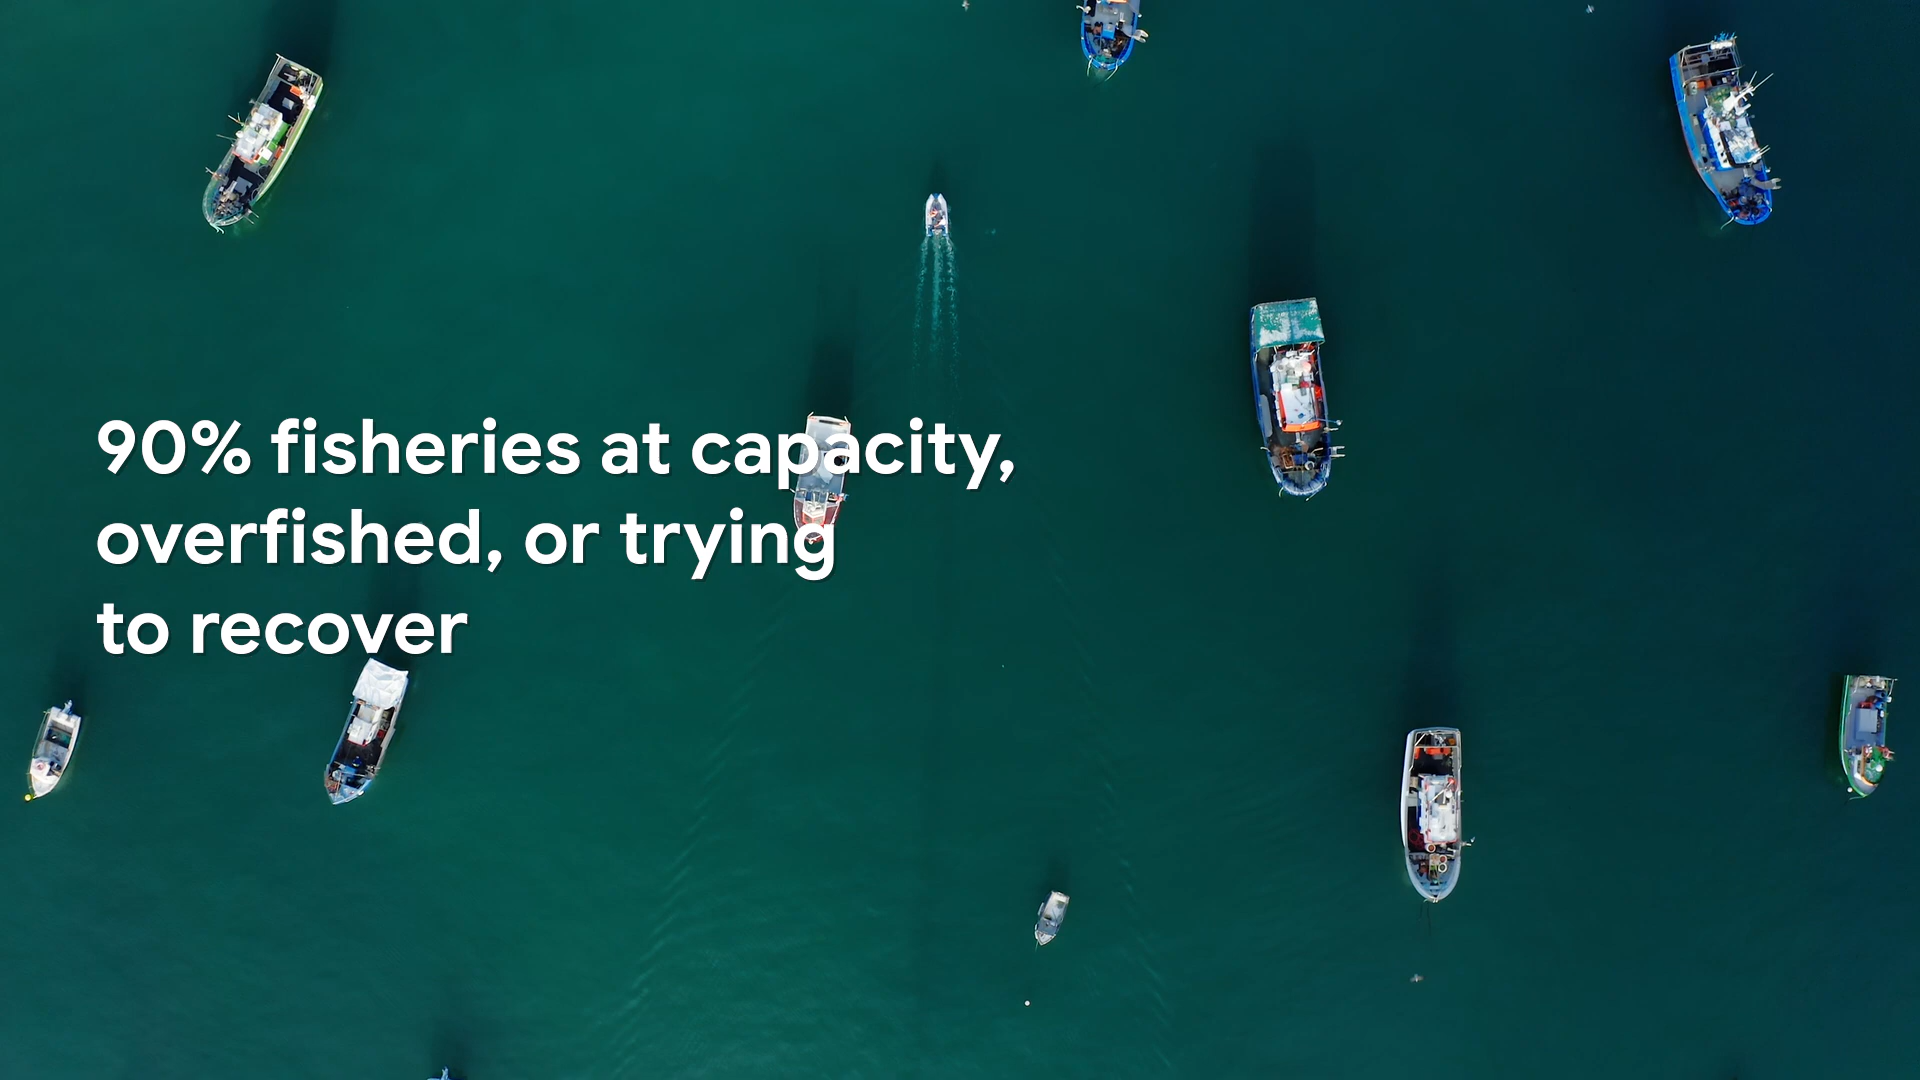 90% fisheries at capacity,
overfished, or trying
to recover